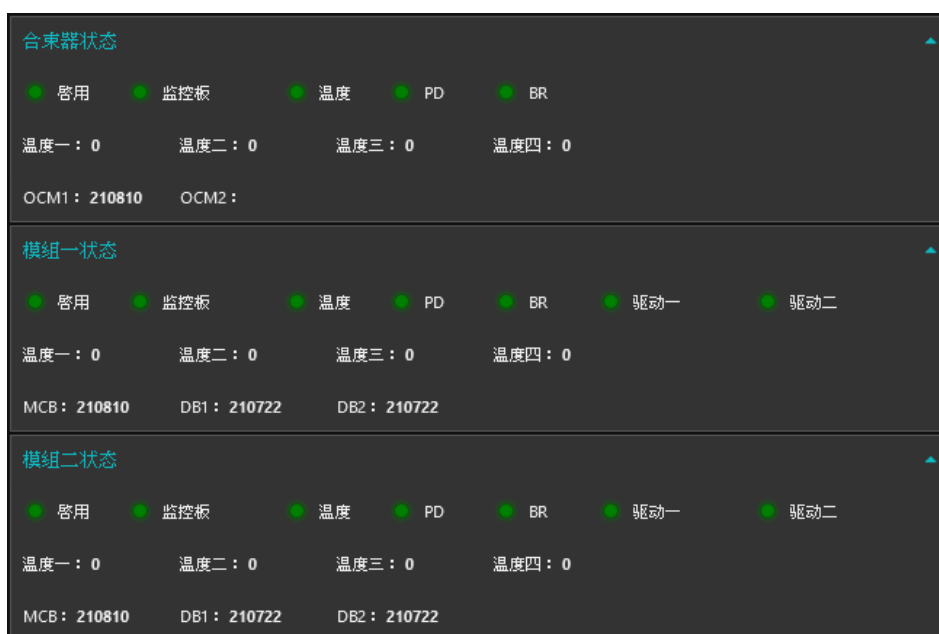 合束器状态
启用 监控板 温度 PD BR
温度一：0 温度二：0 温度三：0 温度四：0
OCM1：210810 OCM2：
模组一状态
启用 监控板 温度 PD BR 驱动一 驱动二
温度一：0 温度二：0 温度三：0 温度四：0
MCB：210810 DB1：210722 DB2：210722
模组二状态
启用 监控板 温度 PD BR 驱动一 驱动二
温度一：0 温度二：0 温度三：0 温度四：0
MCB：210810 DB1：210722 DB2：210722